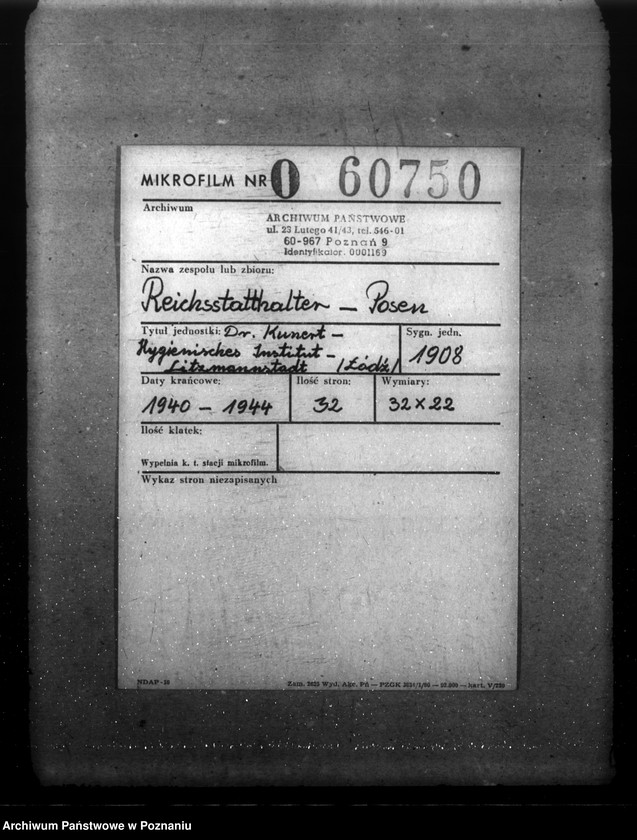 MIKROFILM NR 0 60750
Archiwum
ARCHIWUM PAŃSTWOWE
ul. 23 Lutego 41/43, tel. 546-01
60-967 Poznań 9
Identyfikator. 0001169
Nazwa zespołu lub zbioru:
Reichsstatthalter – Posen
Tytuł jednostki: Dr. Kunert –
Hygienisches Institut –
Litzmannstadt /Łódź/
Sygn. jedn.
1908
Daty krańcowe:
1940 – 1944
Ilość stron:
32
Wymiary:
32 x 22
Ilość klatek:
Wypełnia k. t. stacji mikrofilm.
Wykaz stron niezapisanych
Archiwum Państwowe w Poznaniu